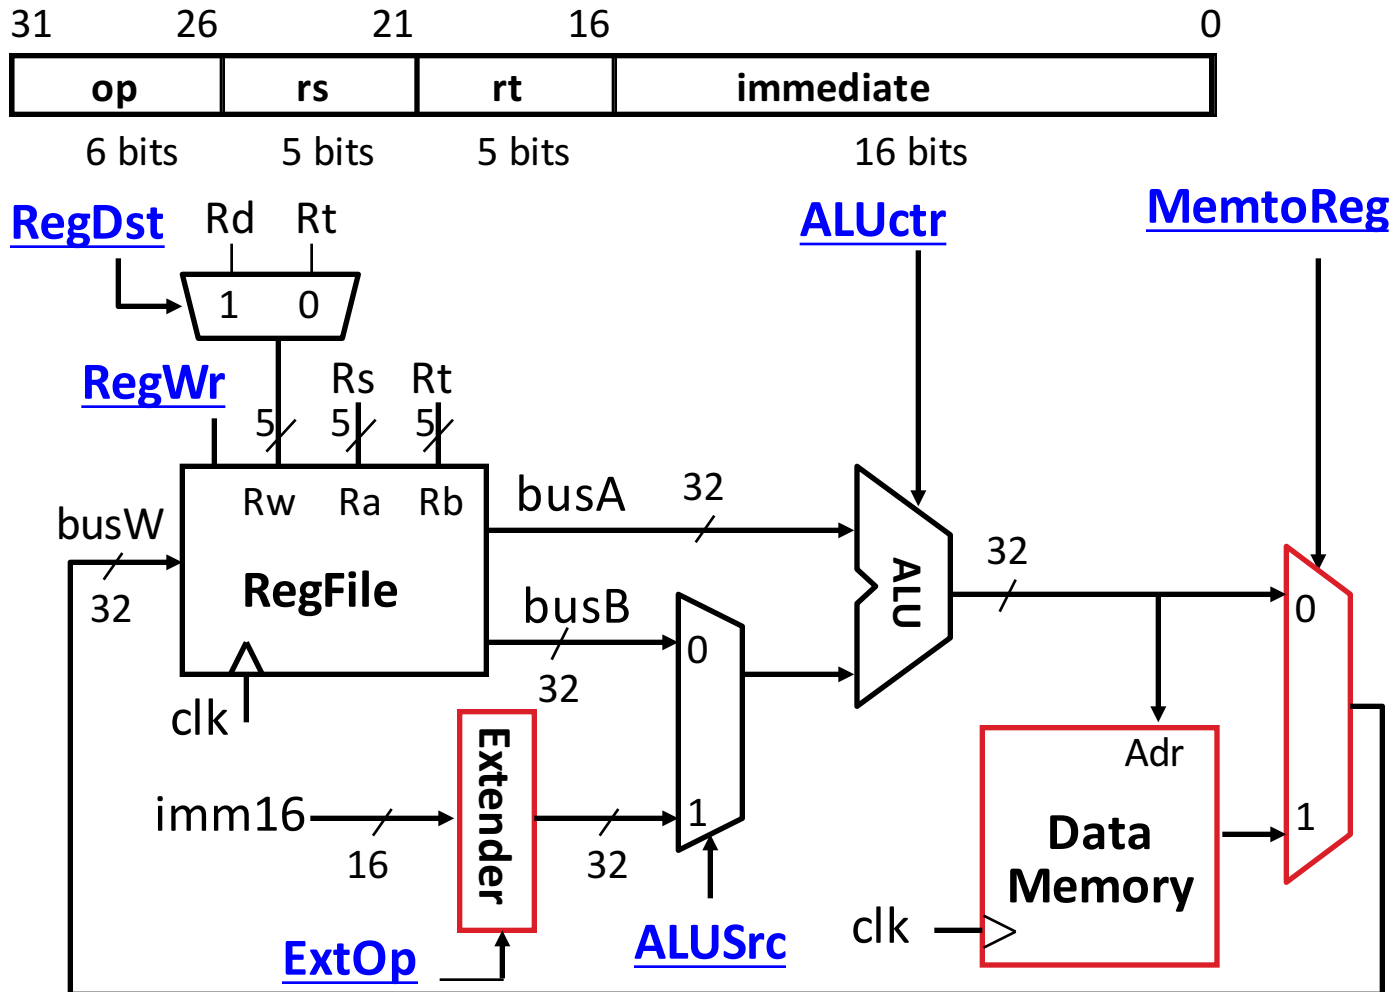 31 26 21 16 0
op rs rt immediate
6 bits 5 bits 5 bits 16 bits
RegDst Rd Rt ALUctr MemtoReg
1 0
RegWr Rs Rt
5 5 5
Rw Ra Rb busA 32
busW 32
RegFile ALU
32 busB 0 0
32
clk Extender Adr
imm16 1 1
16 32 Data
Memory
clk
ExtOp ALUSrc